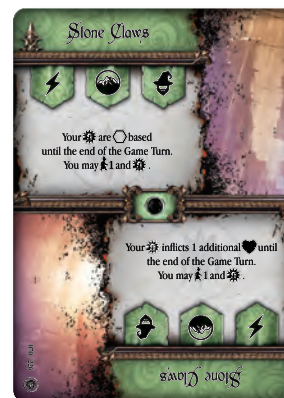 Stone Claws
Your are based
until the end of the Game Turn.
You may 1 and .
Your inflicts 1 additional until
the end of the Game Turn.
You may 1 and .
Stone Claws